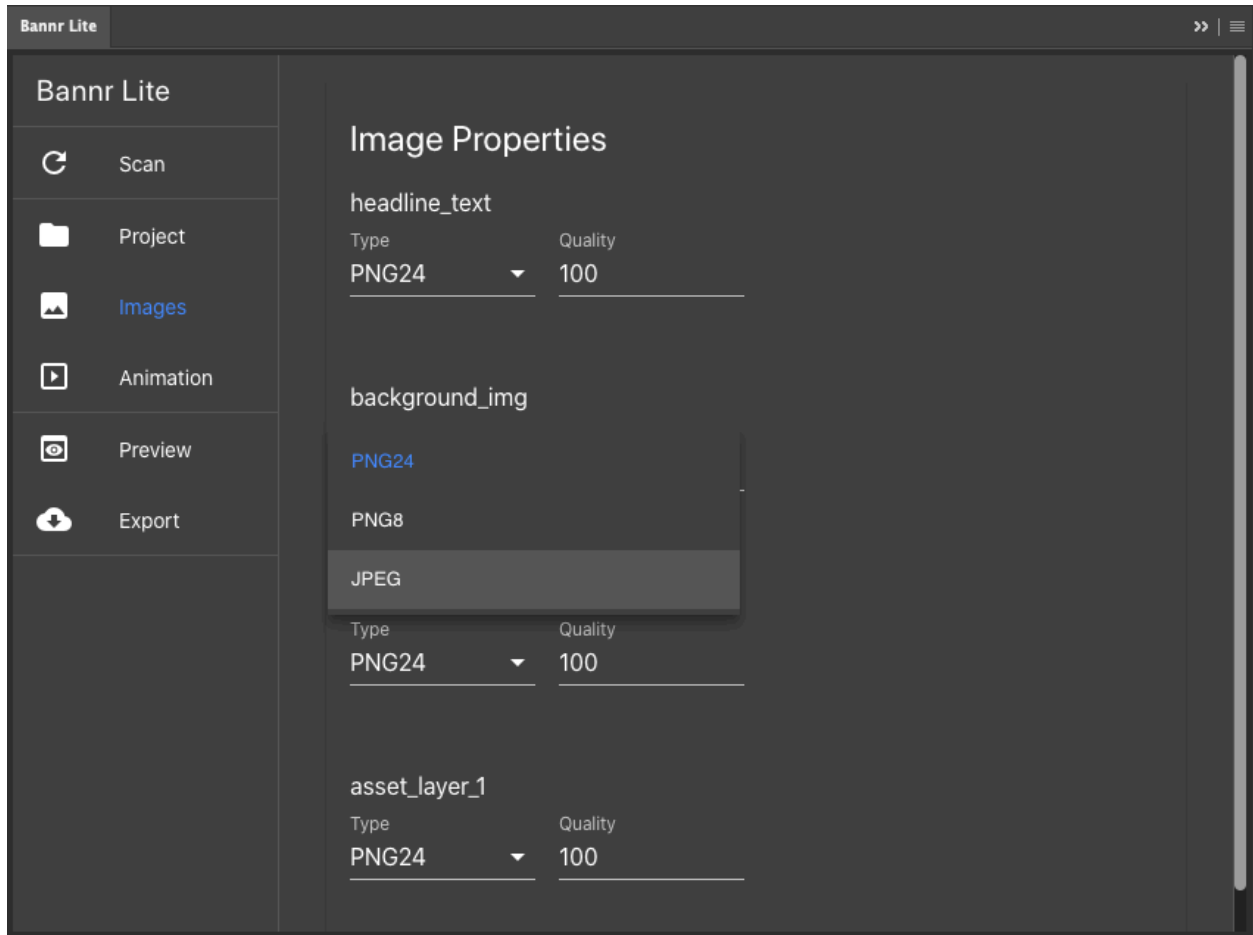 Bannr Lite
Bannr Lite
Scan
Project
Images
Animation
Preview
Export
Image Properties
headline_text
Type Quality
PNG24 100
background_img
PNG24
PNG8
JPEG
Type Quality
PNG24 100
asset_layer_1
Type Quality
PNG24 100